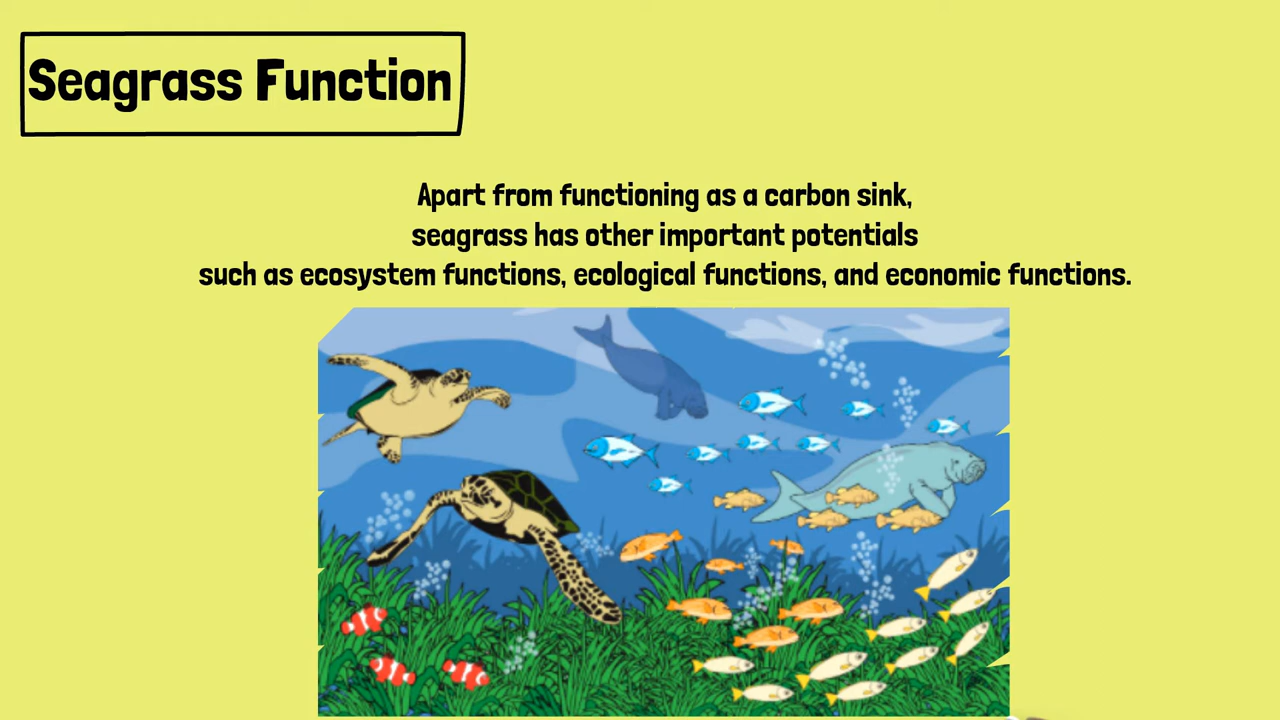 Seagrass Function
Apart from functioning as a carbon sink,
seagrass has other important potentials
such as ecosystem functions, ecological functions, and economic functions.